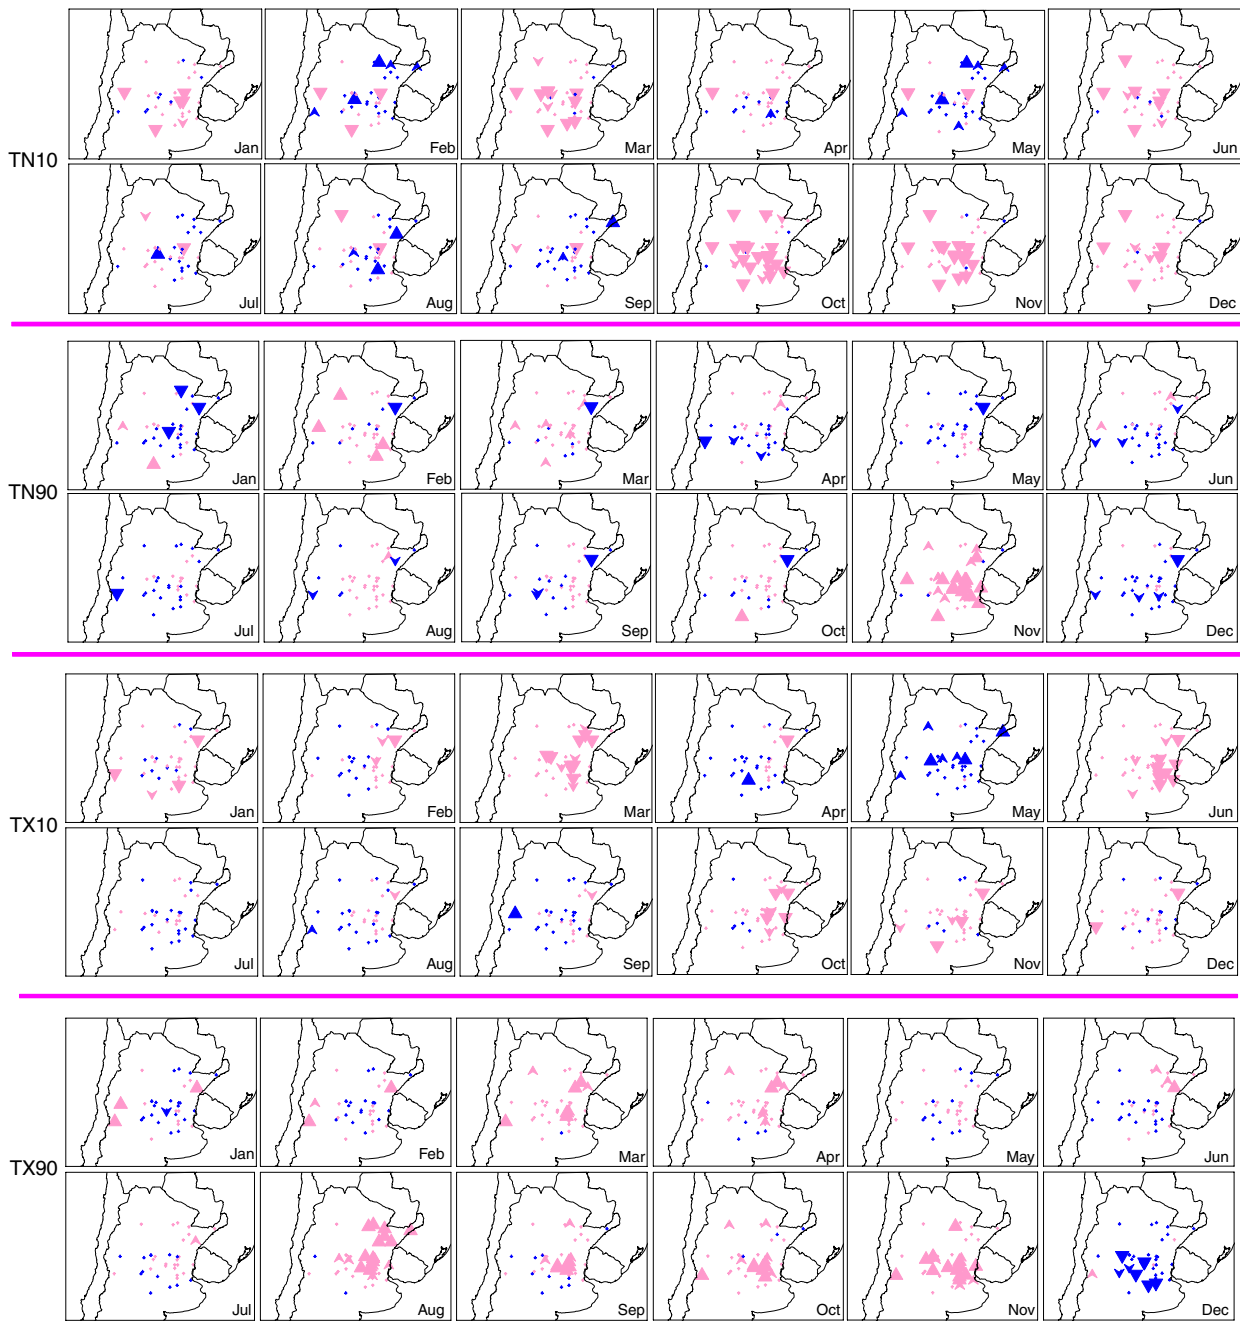 Jan Feb Mar Apr May Jun
TN10
Jul Aug Sep Oct Nov Dec
Jan Feb Mar Apr May Jun
TN90
Jul Aug Sep Oct Nov Dec
Jan Feb Mar Apr May Jun
TX10
Jul Aug Sep Oct Nov Dec
Jan Feb Mar Apr May Jun
TX90
Jul Aug Sep Oct Nov Dec